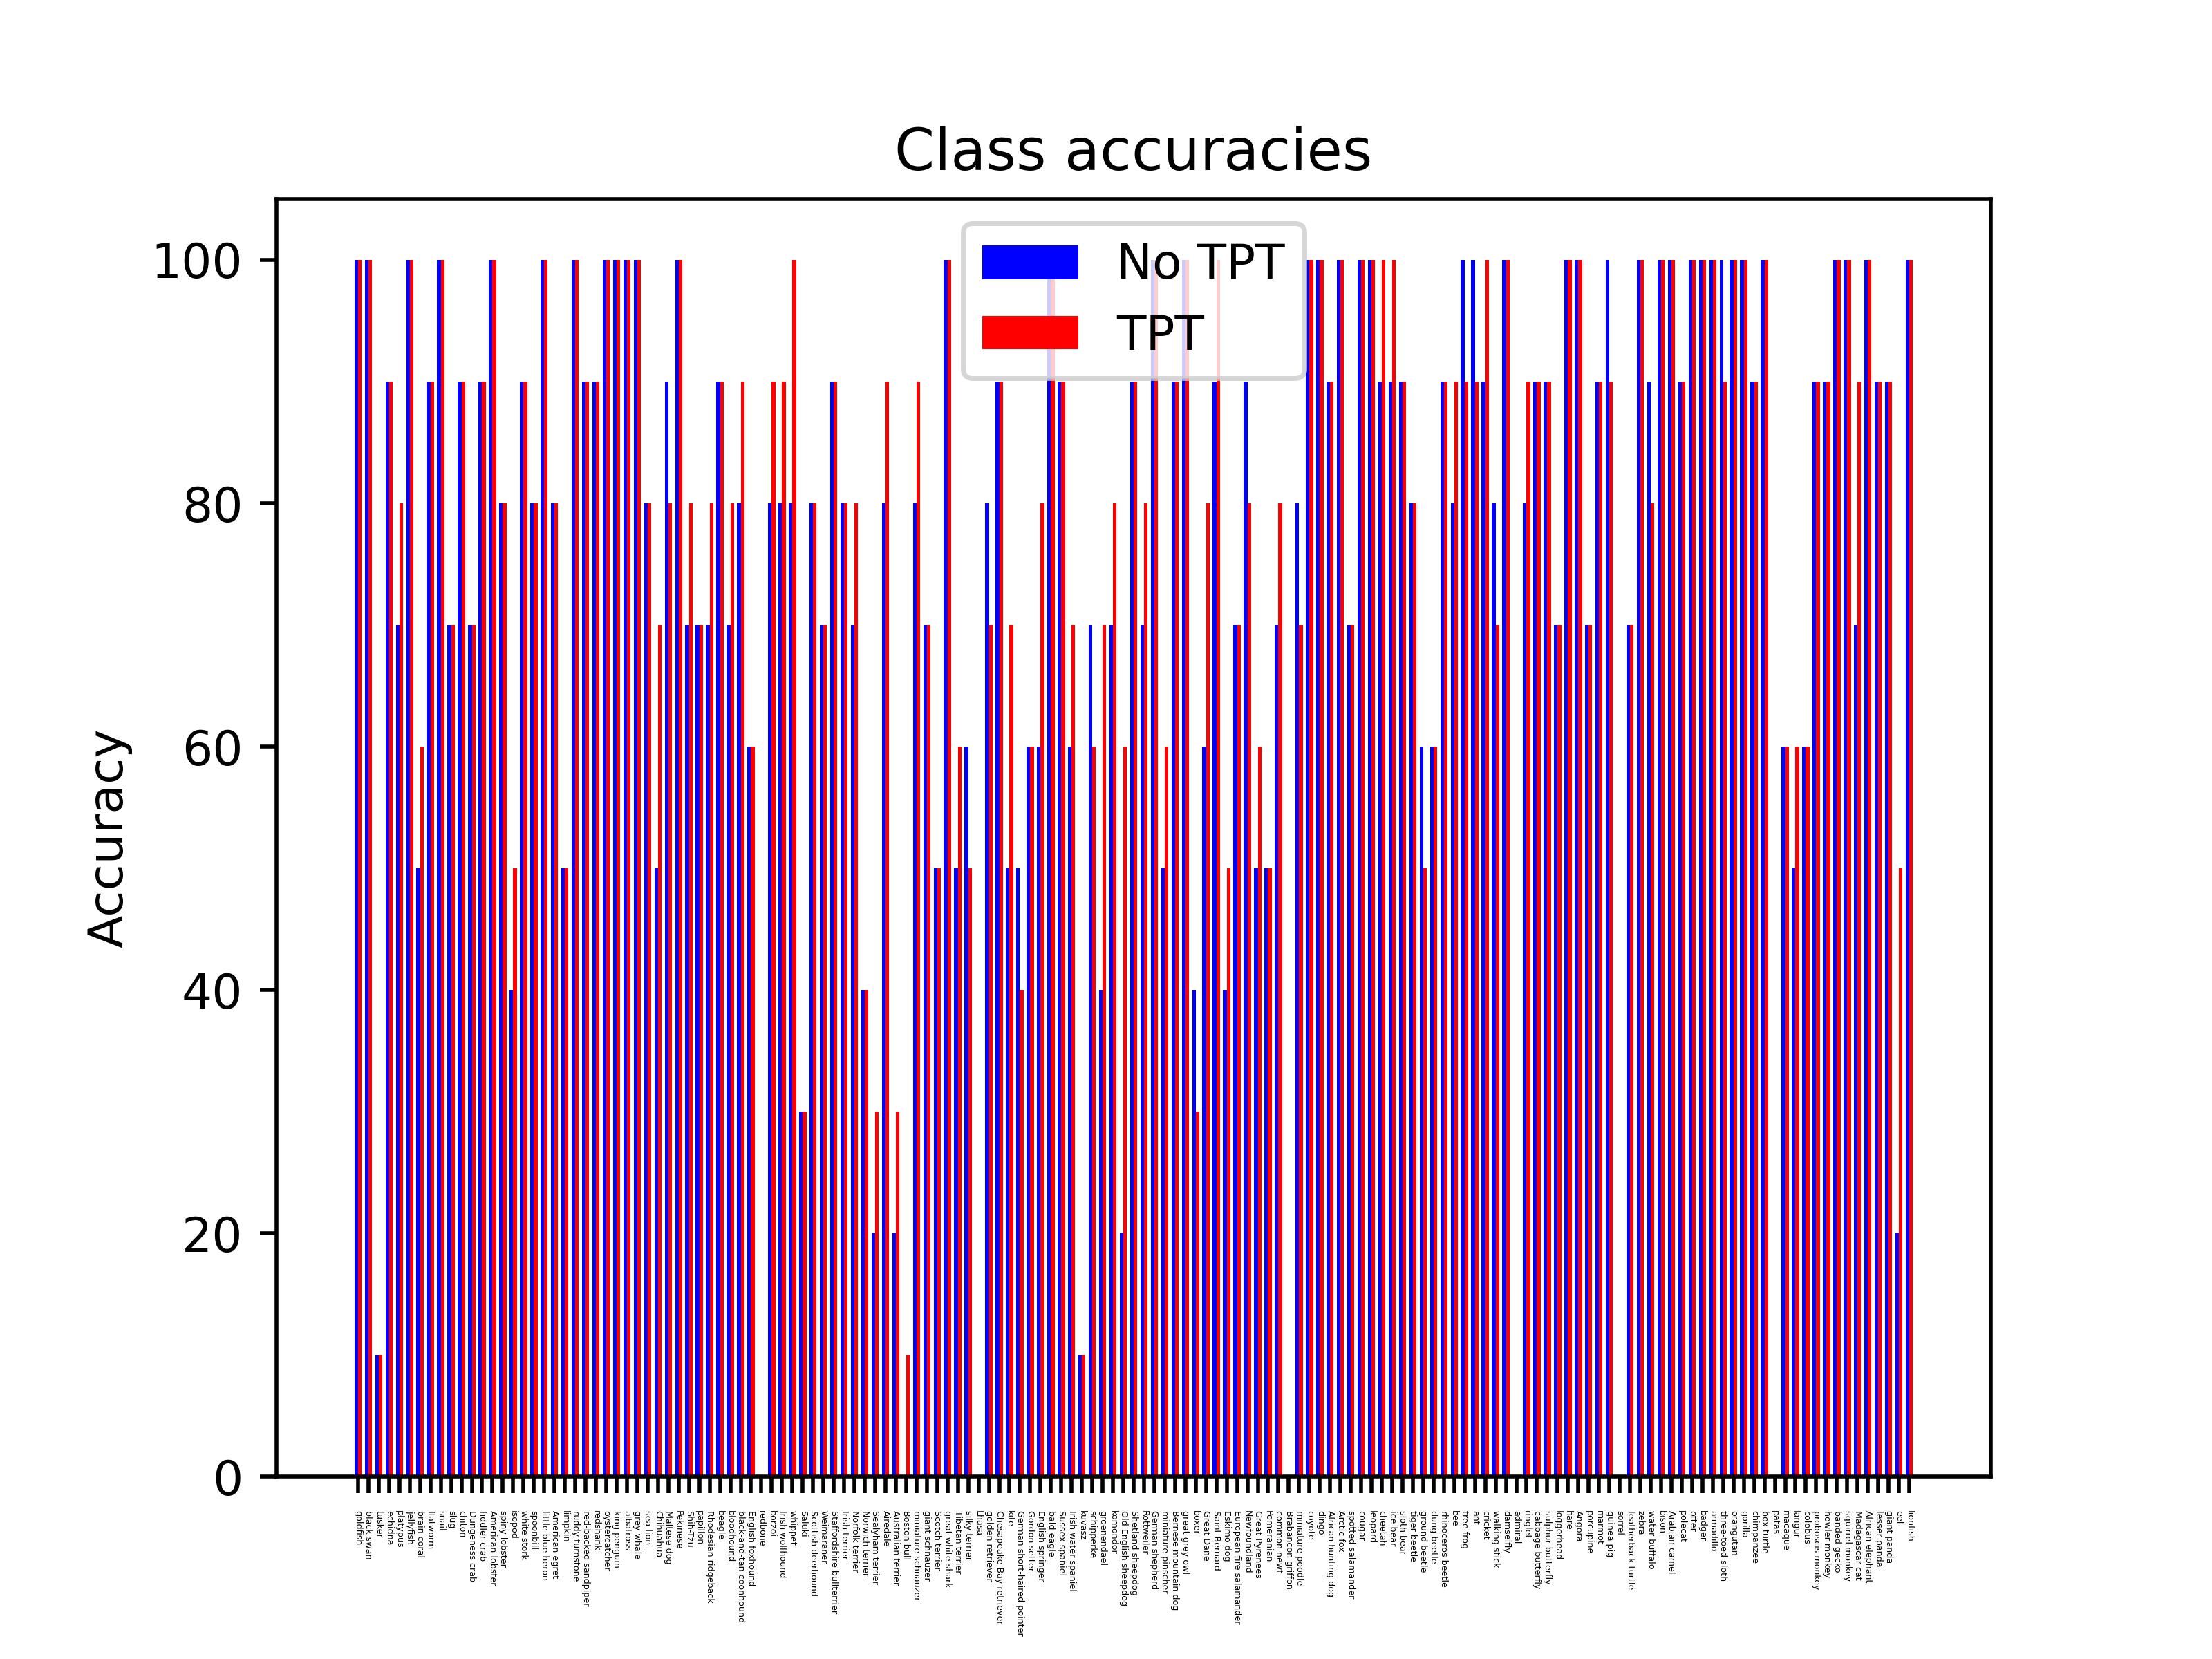 Class accuracies
No TPT
TPT
Accuracy
100
80
60
40
20
0
goldfish
black swan
tusker
echidna
platypus
jellyfish
brain coral
flatworm
snail
slug
chiton
Dungeness crab
fiddler crab
American lobster
spiny lobster
isopod
white stork
spoonbill
little blue heron
American egret
limpkin
ruddy turnstone
red-backed sandpiper
redshank
oystercatcher
king penguin
albatross
grey whale
sea lion
Chihuahua
Maltese dog
Pekinese
Shih-Tzu
papillon
Rhodesian ridgeback
beagle
bloodhound
black-and-tan coonhound
English foxhound
redbone
borzoi
Irish wolfhound
whippet
Saluki
Scottish deerhound
Weimaraner
Staffordshire bullterrier
Irish terrier
Norfolk terrier
Norwich terrier
Sealyham terrier
Airedale
Australian terrier
Boston bull
miniature schnauzer
giant schnauzer
Scotch terrier
great white shark
Tibetan terrier
silky terrier
Lhasa
golden retriever
Chesapeake Bay retriever
kite
German short-haired pointer
Gordon setter
English springer
bald eagle
Sussex spaniel
Irish water spaniel
kuvasz
schipperke
groenendael
komondor
Old English sheepdog
Shetland sheepdog
Rottweiler
German shepherd
miniature pinscher
Bernese mountain dog
great grey owl
boxer
Great Dane
Saint Bernard
Eskimo dog
European fire salamander
Newfoundland
Great Pyrenees
Pomeranian
common newt
Brabancon griffon
miniature poodle
coyote
dingo
African hunting dog
Arctic fox
spotted salamander
cougar
leopard
cheetah
ice bear
sloth bear
tiger beetle
ground beetle
dung beetle
rhinoceros beetle
bee
tree frog
ant
cricket
walking stick
damselfly
admiral
ringlet
cabbage butterfly
sulphur butterfly
loggerhead
hare
Angora
porcupine
marmot
guinea pig
sorrel
leatherback turtle
zebra
water buffalo
bison
Arabian camel
polecat
otter
badger
armadillo
three-toed sloth
orangutan
gorilla
chimpanzee
box turtle
patas
macaque
langur
colobus
proboscis monkey
howler monkey
banded gecko
squirrel monkey
Madagascar cat
African elephant
lesser panda
giant panda
eel
lionfish